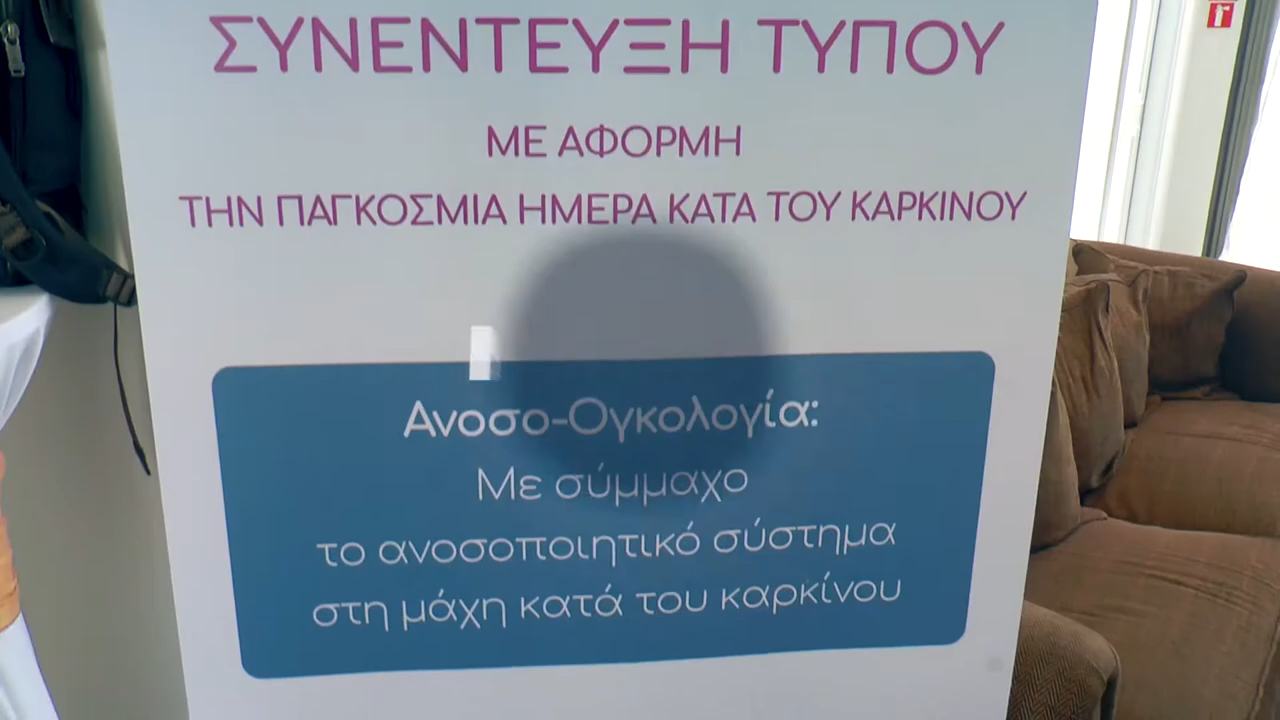 ΣΥΝΕΝΤΕΥΞΗ ΤΥΠΟΥ
ΜΕ ΑΦΟΡΜΗ
ΤΗΝ ΠΑΓΚΟΣΜΙΑ ΗΜΕΡΑ ΚΑΤΑ ΤΟΥ ΚΑΡΚΙΝΟΥ
Ανοσο-Ογκολογία:
Με σύμμαχο
το ανοσοποιητικό σύστημα
στη μάχη κατά του καρκίνου